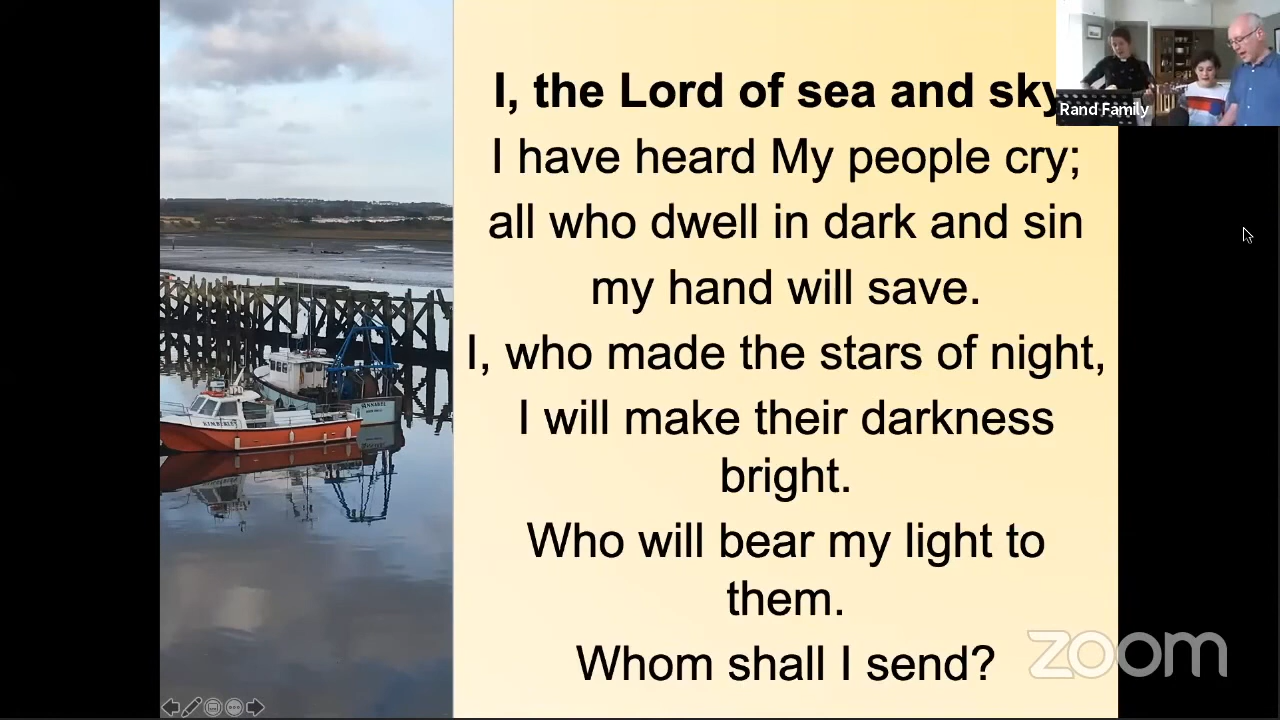 I, the Lord of sea and sky
I have heard My people cry;
all who dwell in dark and sin
my hand will save.
I, who made the stars of night,
I will make their darkness
bright.
Who will bear my light to
them.
Whom shall I send?
Rand Family
KIMBERLEY
zoom